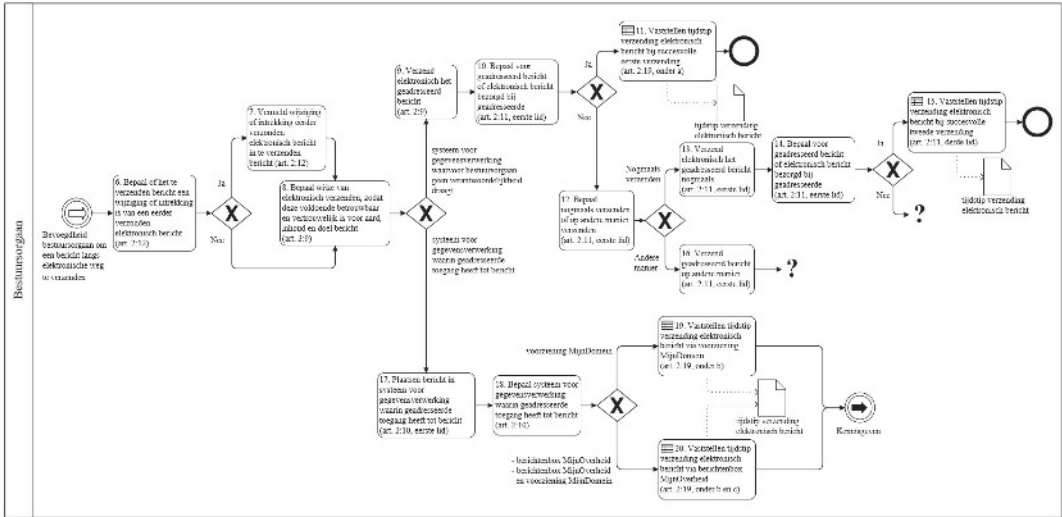 Bestuursorgaan
Bevoegdheid
bestuursorgaan om
een bericht langs
elektronische weg
te verzenden
6. Bepaal of het te
verzenden bericht een
wijziging of intrekking
is van een eerder
verzonden
elektronisch bericht
(art. 2:12)
Ja
Nee
7. Vermeld wijziging
of intrekking eerder
verzonden
elektronisch bericht
in te verzenden
bericht (art. 2:12)
8. Bepaal wijze van
elektronisch verzenden, zodat
deze voldoende betrouwbaar
en vertrouwelijk is voor aard,
inhoud en doel bericht
(art. 2:9)
systeem voor
gegevensverwerking
waarvoor bestuursorgaan
geen verantwoordelijkheid
draagt
systeem voor
gegevensverwerking
waarin geadresseerde
toegang heeft tot bericht
9. Verzend
elektronisch het
geadresseerd
bericht
(art. 2:9)
10. Bepaal voor
geadresseerd bericht
of elektronisch bericht
bezorgd bij
geadresseerde
(art. 2:11, eerste lid)
Ja
Nee
11. Vaststellen tijdstip
verzending elektronisch
bericht bij succesvolle
eerste verzending
(art. 2:19, onder a)
tijdstip verzending
elektronisch bericht
12. Bepaal
nogmaals verzenden
of op andere manier
verzenden
(art. 2:11, eerste lid)
Nogmaals
verzenden
Andere
manier
13. Verzend
elektronisch het
geadresseerd bericht
nogmaals
(art. 2:11, eerste lid)
14. Bepaal voor
geadresseerd bericht
of elektronisch bericht
bezorgd bij
geadresseerde
(art. 2:11, eerste lid)
Ja
Nee
?
15. Vaststellen tijdstip
verzending elektronisch
bericht bij succesvolle
tweede verzending
(art. 2:11, derde lid)
tijdstip verzending
elektronisch bericht
16. Verzend
geadresseerd bericht
op andere manier
(art. 2:11, eerste lid)
?
17. Plaatsen bericht in
systeem voor
gegevensverwerking
waarin geadresseerde
toegang heeft tot bericht
(art. 2:10, eerste lid)
18. Bepaal systeem voor
gegevensverwerking
waarin geadresseerde
toegang heeft tot bericht
(art. 2:10)
voorziening MijnDomein
- berichtenbox MijnOverheid
- berichtenbox MijnOverheid
en voorziening MijnDomein
19. Vaststellen tijdstip
verzending elektronisch
bericht via voorziening
MijnDomein
(art. 2:19, onder b)
tijdstip verzending
elektronisch bericht
20. Vaststellen tijdstip
verzending elektronisch
bericht via berichtenbox
MijnOverheid
(art. 2:19, onder b en c)
Kennisgeven